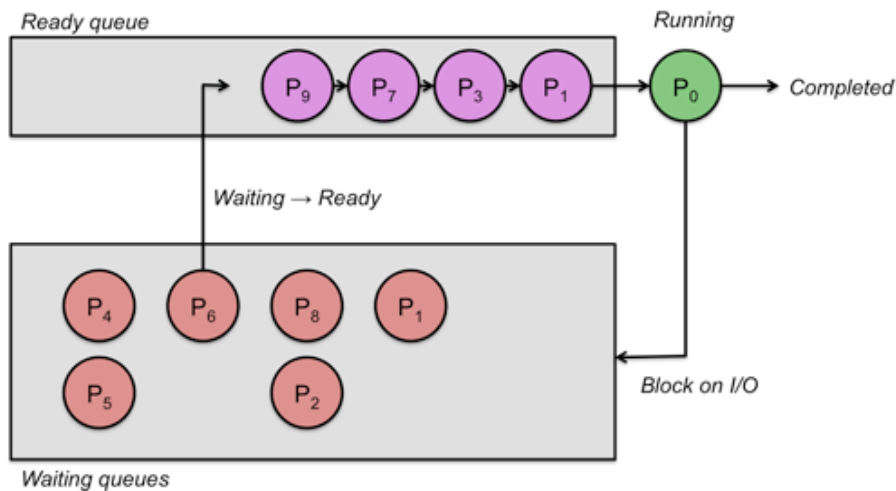 Ready queue
Running
P9 P7 P3 P1 P0 Completed
Waiting → Ready
P4 P6 P8 P1
P5 P2
Block on I/O
Waiting queues